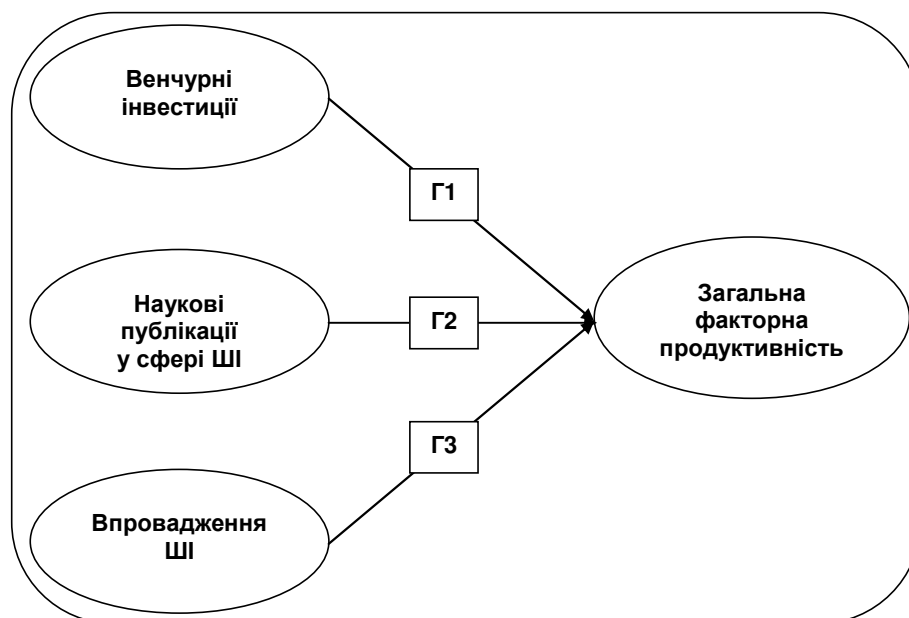 Венчурні
інвестиції
Г1
Наукові
публікації
у сфері ШІ
Г2
Загальна
факторна
продуктивність
Г3
Впровадження
ШІ